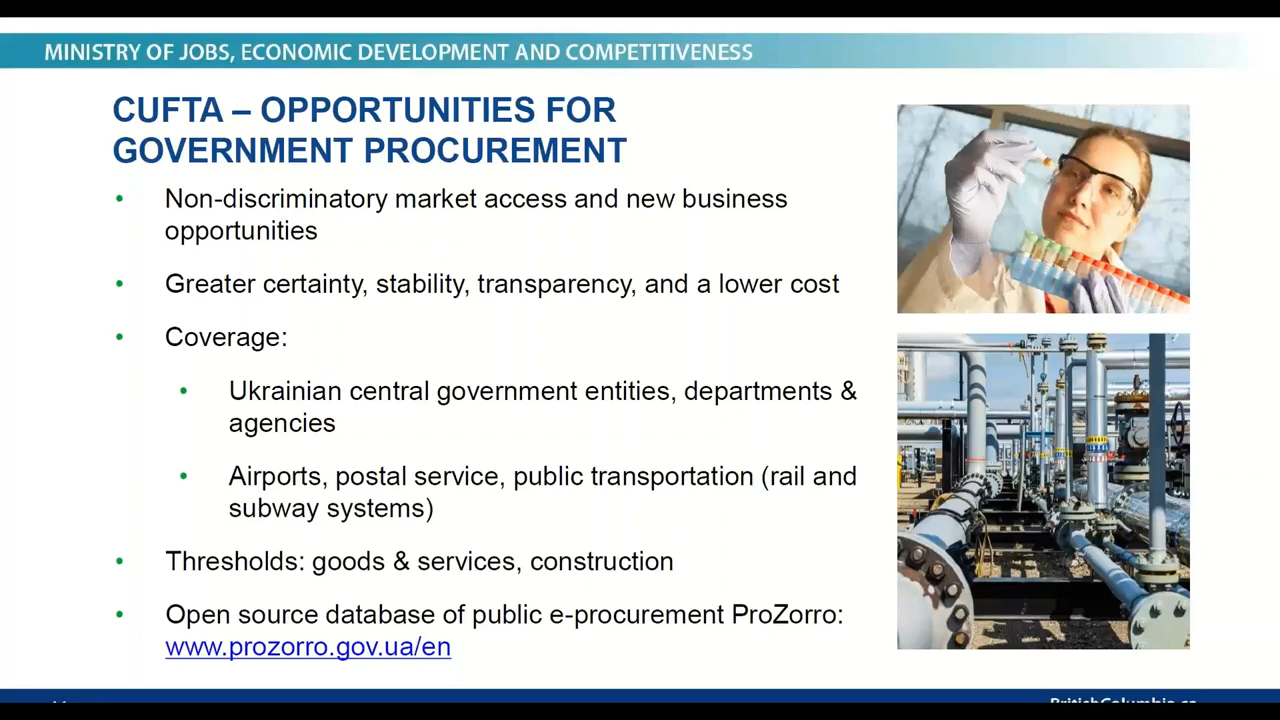 MINISTRY OF JOBS, ECONOMIC DEVELOPMENT AND COMPETITIVENESS
CUFTA – OPPORTUNITIES FOR
GOVERNMENT PROCUREMENT
• Non-discriminatory market access and new business
opportunities
• Greater certainty, stability, transparency, and a lower cost
• Coverage:
• Ukrainian central government entities, departments &
agencies
• Airports, postal service, public transportation (rail and
subway systems)
• Thresholds: goods & services, construction
• Open source database of public e-procurement ProZorro:
www.prozorro.gov.ua/en
BritishColumbia.ca